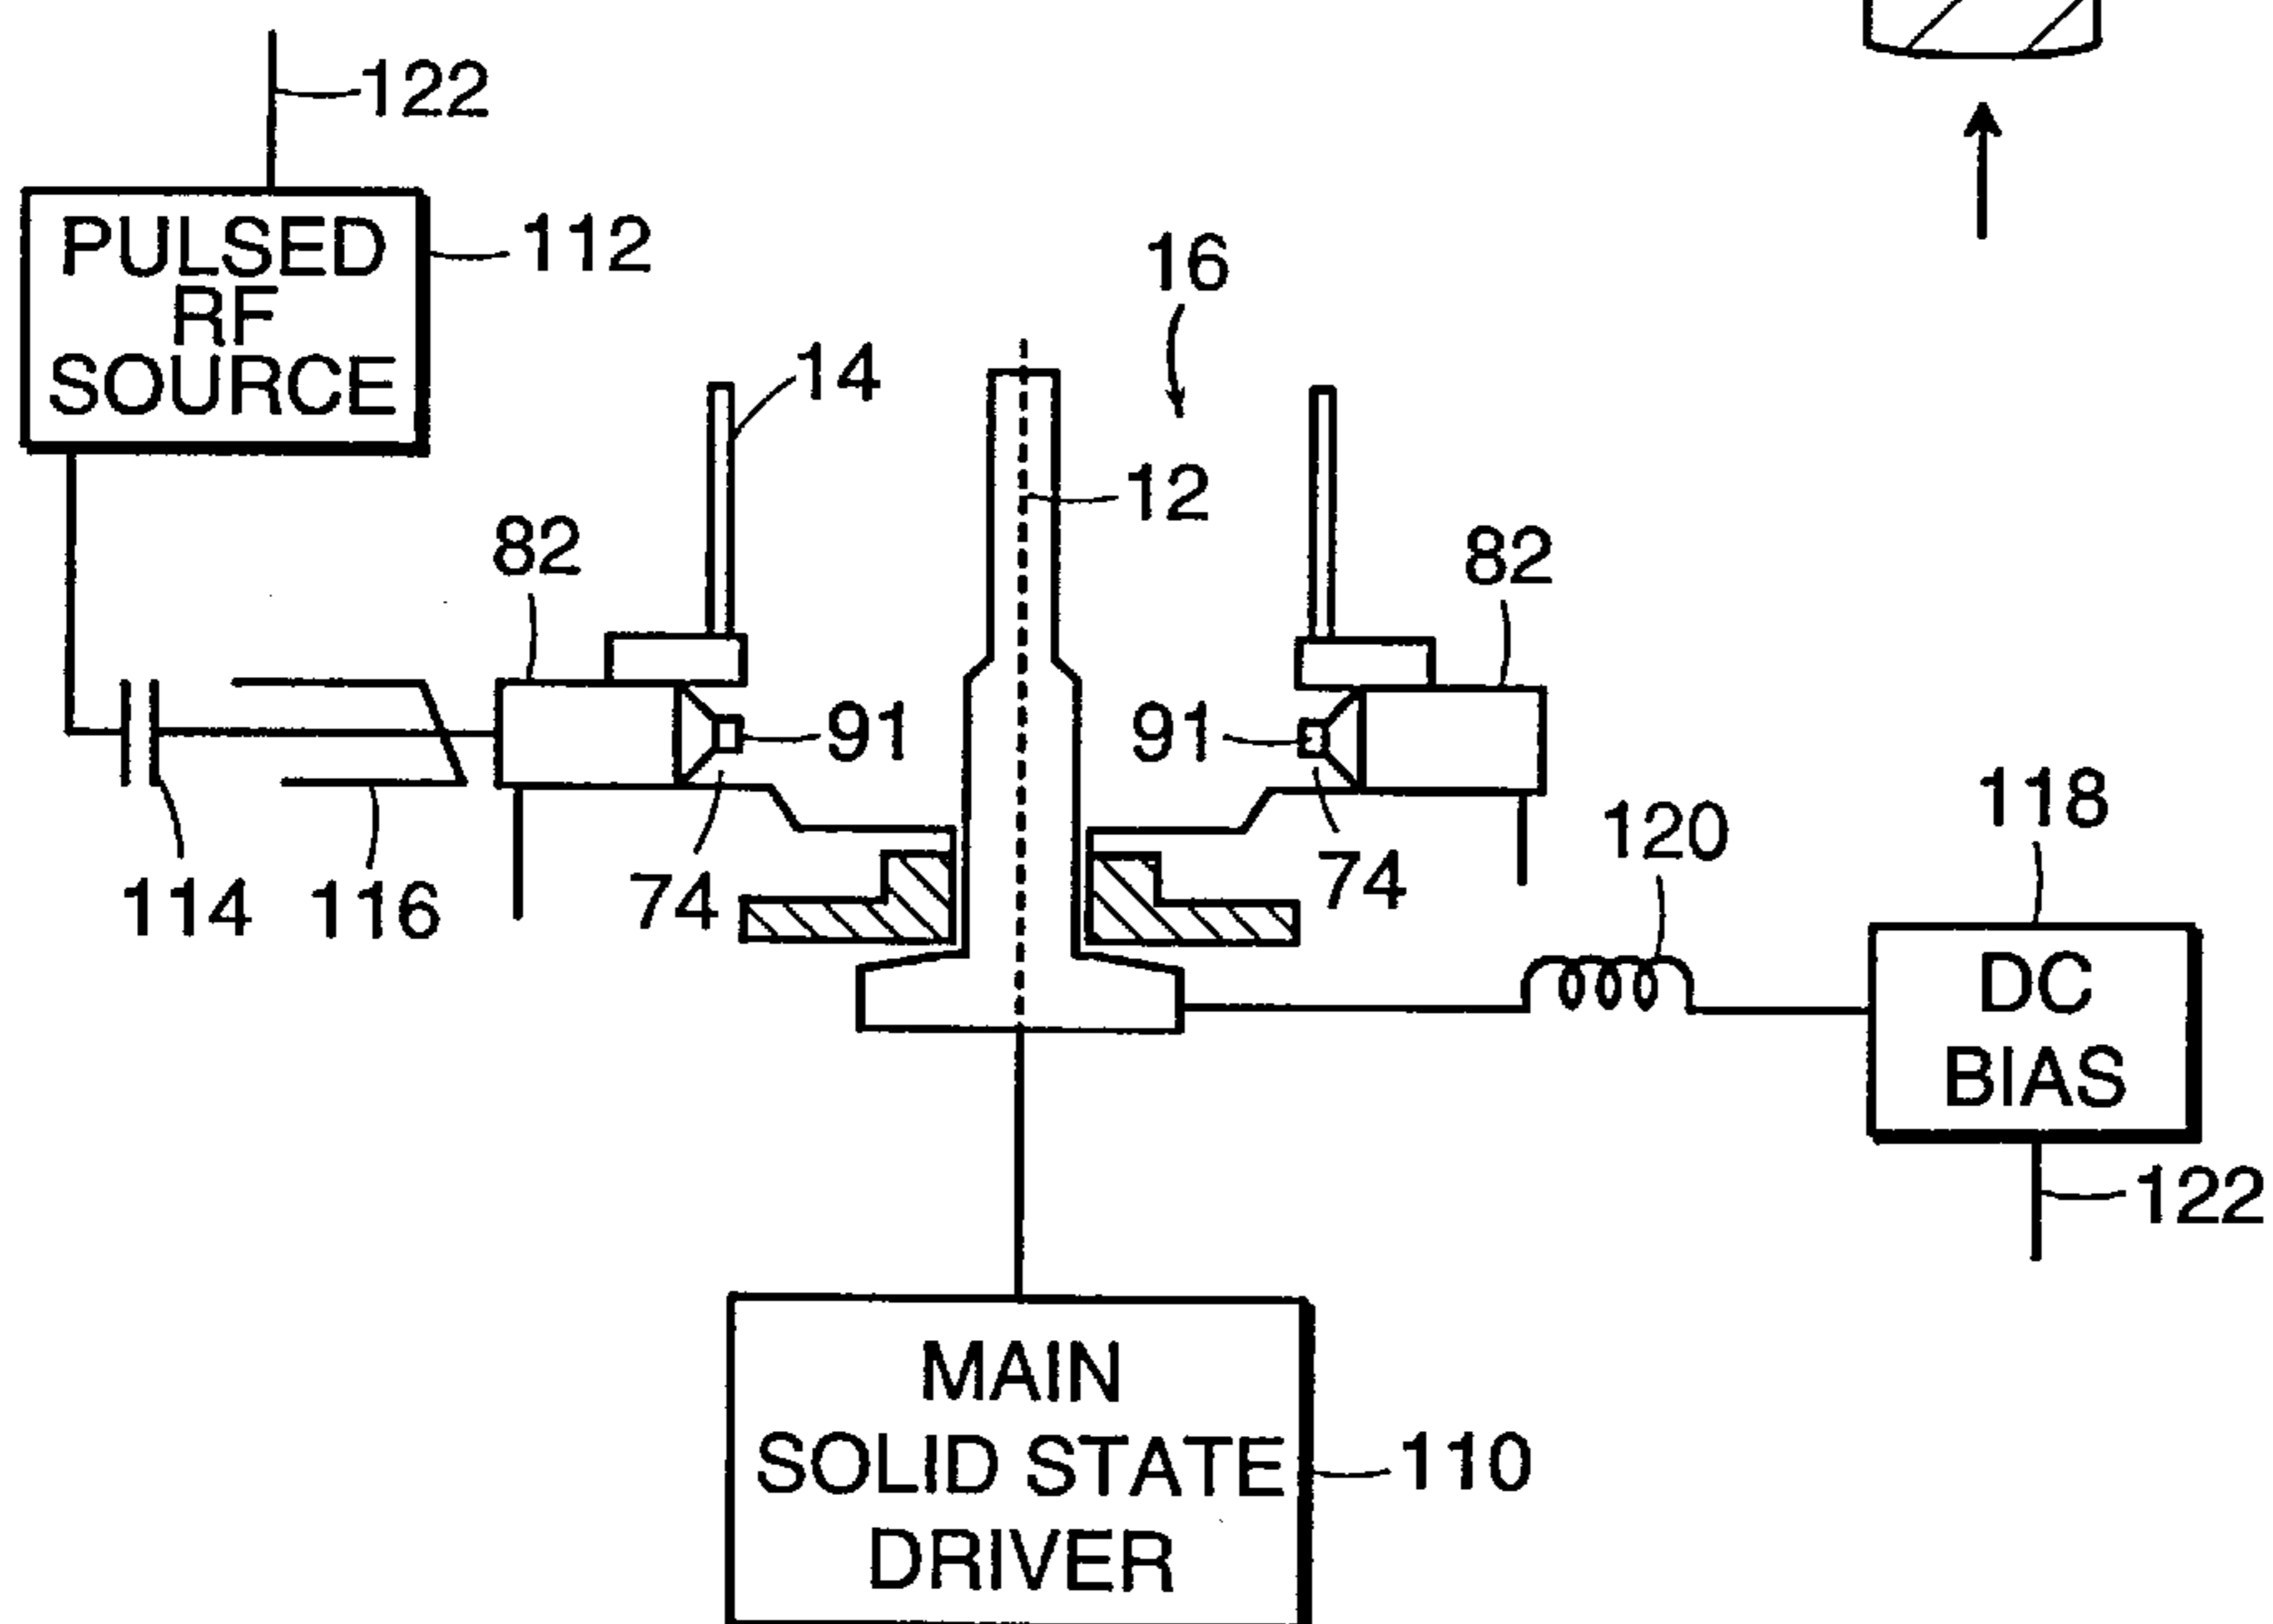 122
PULSED
RF
SOURCE
112
16
14
12
82
82
91
91
114
116
74
74
120
118
DC
BIAS
122
MAIN
SOLID STATE
DRIVER
110